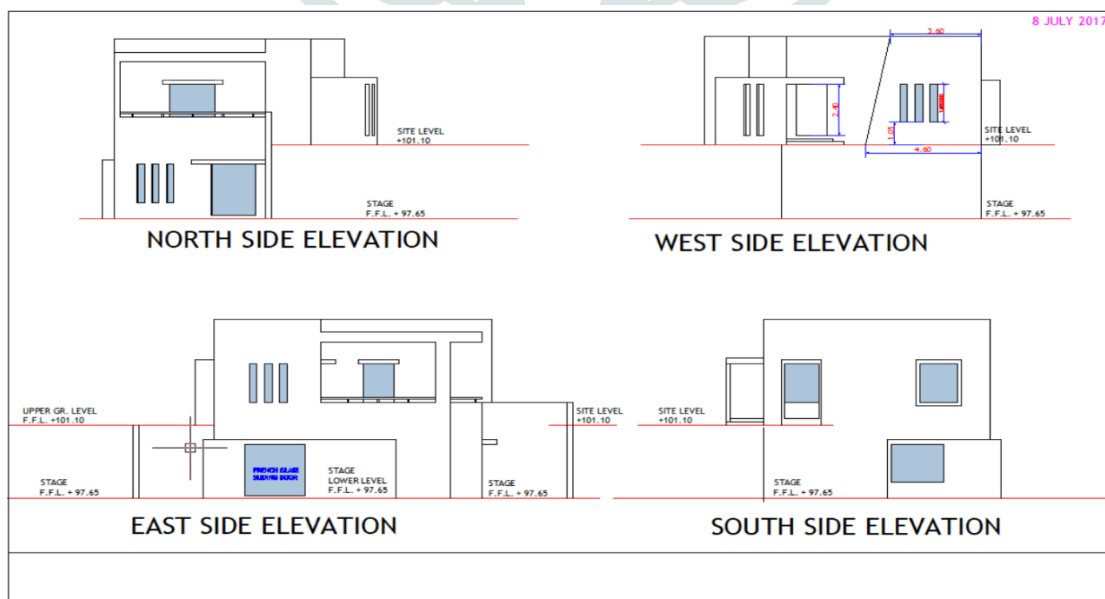 8 JULY 2017
SITE LEVEL
+101.10
STAGE
F.F.L. + 97.65
NORTH SIDE ELEVATION
3.60
2.40
1.05
4.60
SITE LEVEL
+101.10
STAGE
F.F.L. + 97.65
WEST SIDE ELEVATION
UPPER GR. LEVEL
F.F.L. +101.10
SITE LEVEL
+101.10
FRENCH GLASS
SLIDING DOOR
STAGE
LOWER LEVEL
F.F.L. + 97.65
STAGE
F.F.L. + 97.65
STAGE
F.F.L. + 97.65
EAST SIDE ELEVATION
SITE LEVEL
+101.10
STAGE
F.F.L. + 97.65
SOUTH SIDE ELEVATION